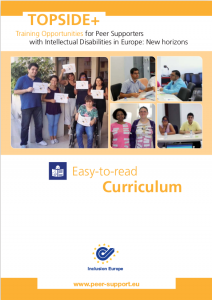 TOPSIDE+
Training Opportunities for Peer Supporters
with Intellectual Disabilities in Europe: New horizons
Easy-to-read
Curriculum
Inclusion Europe
www.peer-support.eu